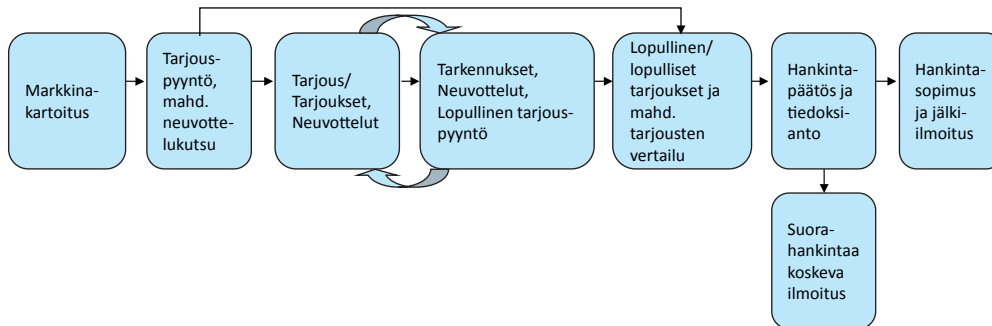 Markkina-
kartoitus
Tarjous-
pyyntö,
mahd.
neuvotte-
lukutsu
Tarjous/
Tarjoukset,
Neuvottelut
Tarkennukset,
Neuvottelut,
Lopullinen tarjous-
pyyntö
Lopullinen/
lopulliset
tarjoukset ja
mahd.
tarjousten
vertailu
Hankinta-
päätös ja
tiedoksi-
anto
Hankinta-
sopimus
ja jälki-
ilmoitus
Suora-
hankintaa
koskeva
ilmoitus